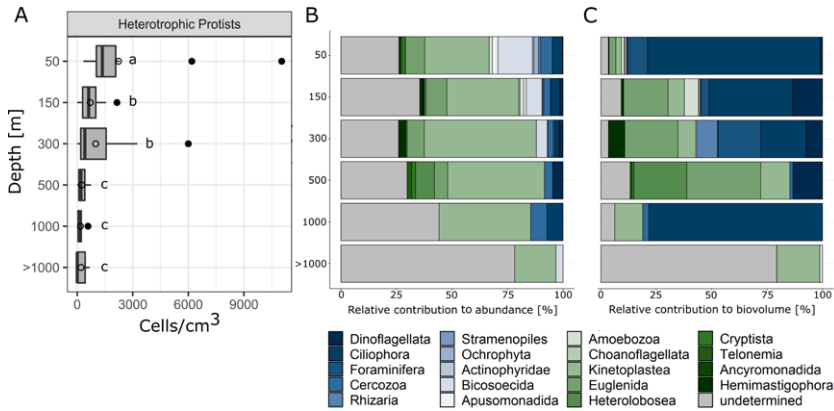 A
Heterotrophic Protists
Depth [m]
50
150
300
500
1000
>1000
a
b
b
c
c
c
0
3000
6000
9000
Cells/cm³
B
50
150
300
500
1000
>1000
0
25
50
75
100
Relative contribution to abundance [%]
C
0
25
50
75
100
Relative contribution to biovolume [%]
Dinoflagellata
Ciliophora
Foraminifera
Cercozoa
Rhizaria
Stramenopiles
Ochrophyta
Actinophyridae
Bicosoecida
Apusomonadida
Amoebozoa
Choanoflagellata
Kinetoplastea
Euglenida
Heterolobosea
Cryptista
Telonemia
Ancyromonadida
Hemimastigophora
undetermined